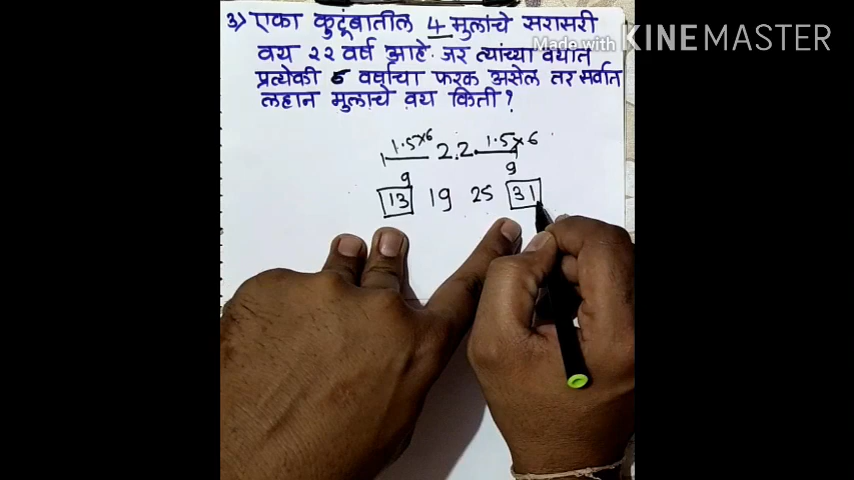 3) एका कुटूंबातील 4 मुलांचे सरासरी
वय २२ वर्ष आहे. जर त्यांच्या वयात
प्रत्येकी 6 वर्षाचा फरक असेल तर सर्वात
लहान मुलाचे वय किती?
1.5×6 22 1.5×6
9 9
13 19 25 31
Made with KINEMASTER